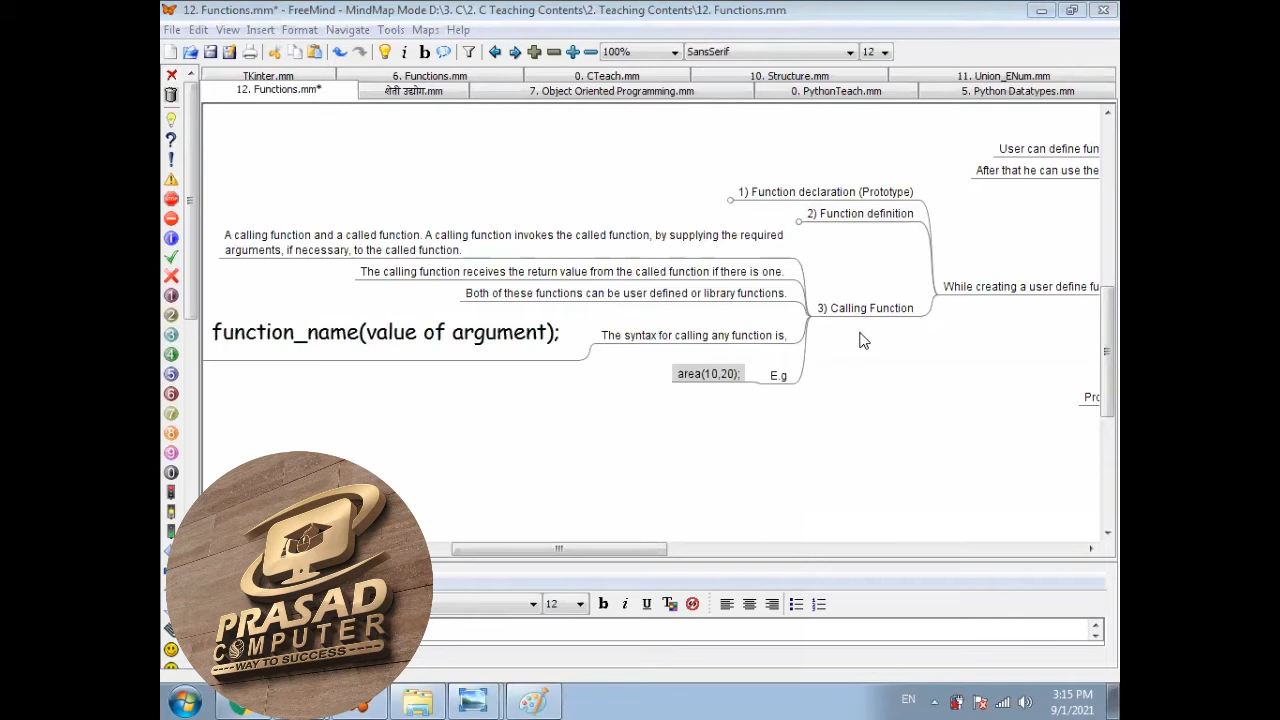 12. Functions.mm* - FreeMind - MindMap Mode D:\3. C\2. C Teaching Contents\2. Teaching Contents\12. Functions.mm
File Edit View Insert Format Navigate Tools Maps Help
100% SansSerif 12
TKinter.mm 6. Functions.mm 0. CTeach.mm 10. Structure.mm 11. Union_ENum.mm
12. Functions.mm* शेती उद्योग.mm 7. Object Oriented Programming.mm 0. PythonTeach.mm 5. Python Datatypes.mm
User can define fun
After that he can use the
1) Function declaration (Prototype)
2) Function definition
A calling function and a called function. A calling function invokes the called function, by supplying the required
arguments, if necessary, to the called function.
The calling function receives the return value from the called function if there is one.
Both of these functions can be user defined or library functions.
While creating a user define fu
3) Calling Function
function_name(value of argument);
The syntax for calling any function is,
area(10,20);
E.g
Pro
12
PRASAD
COMPUTER
WAY TO SUCCESS
EN
3:15 PM
9/1/2021